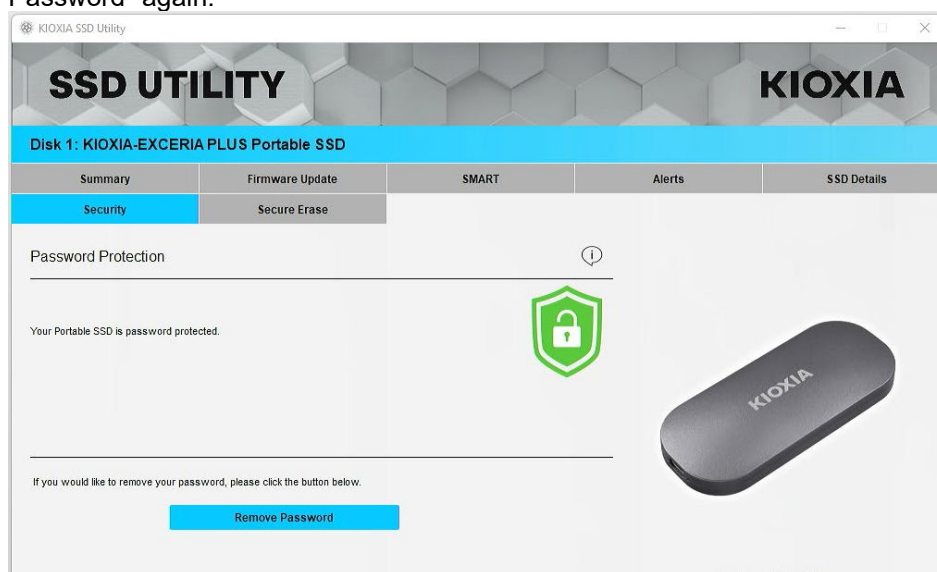 Password" again.
KIOXIA SSD Utility
SSD UTILITY
KIOXIA
Disk 1: KIOXIA-EXCERIA PLUS Portable SSD
Summary Firmware Update SMART Alerts SSD Details
Security Secure Erase
Password Protection
Your Portable SSD is password protected.
KIOXIA
If you would like to remove your password, please click the button below.
Remove Password